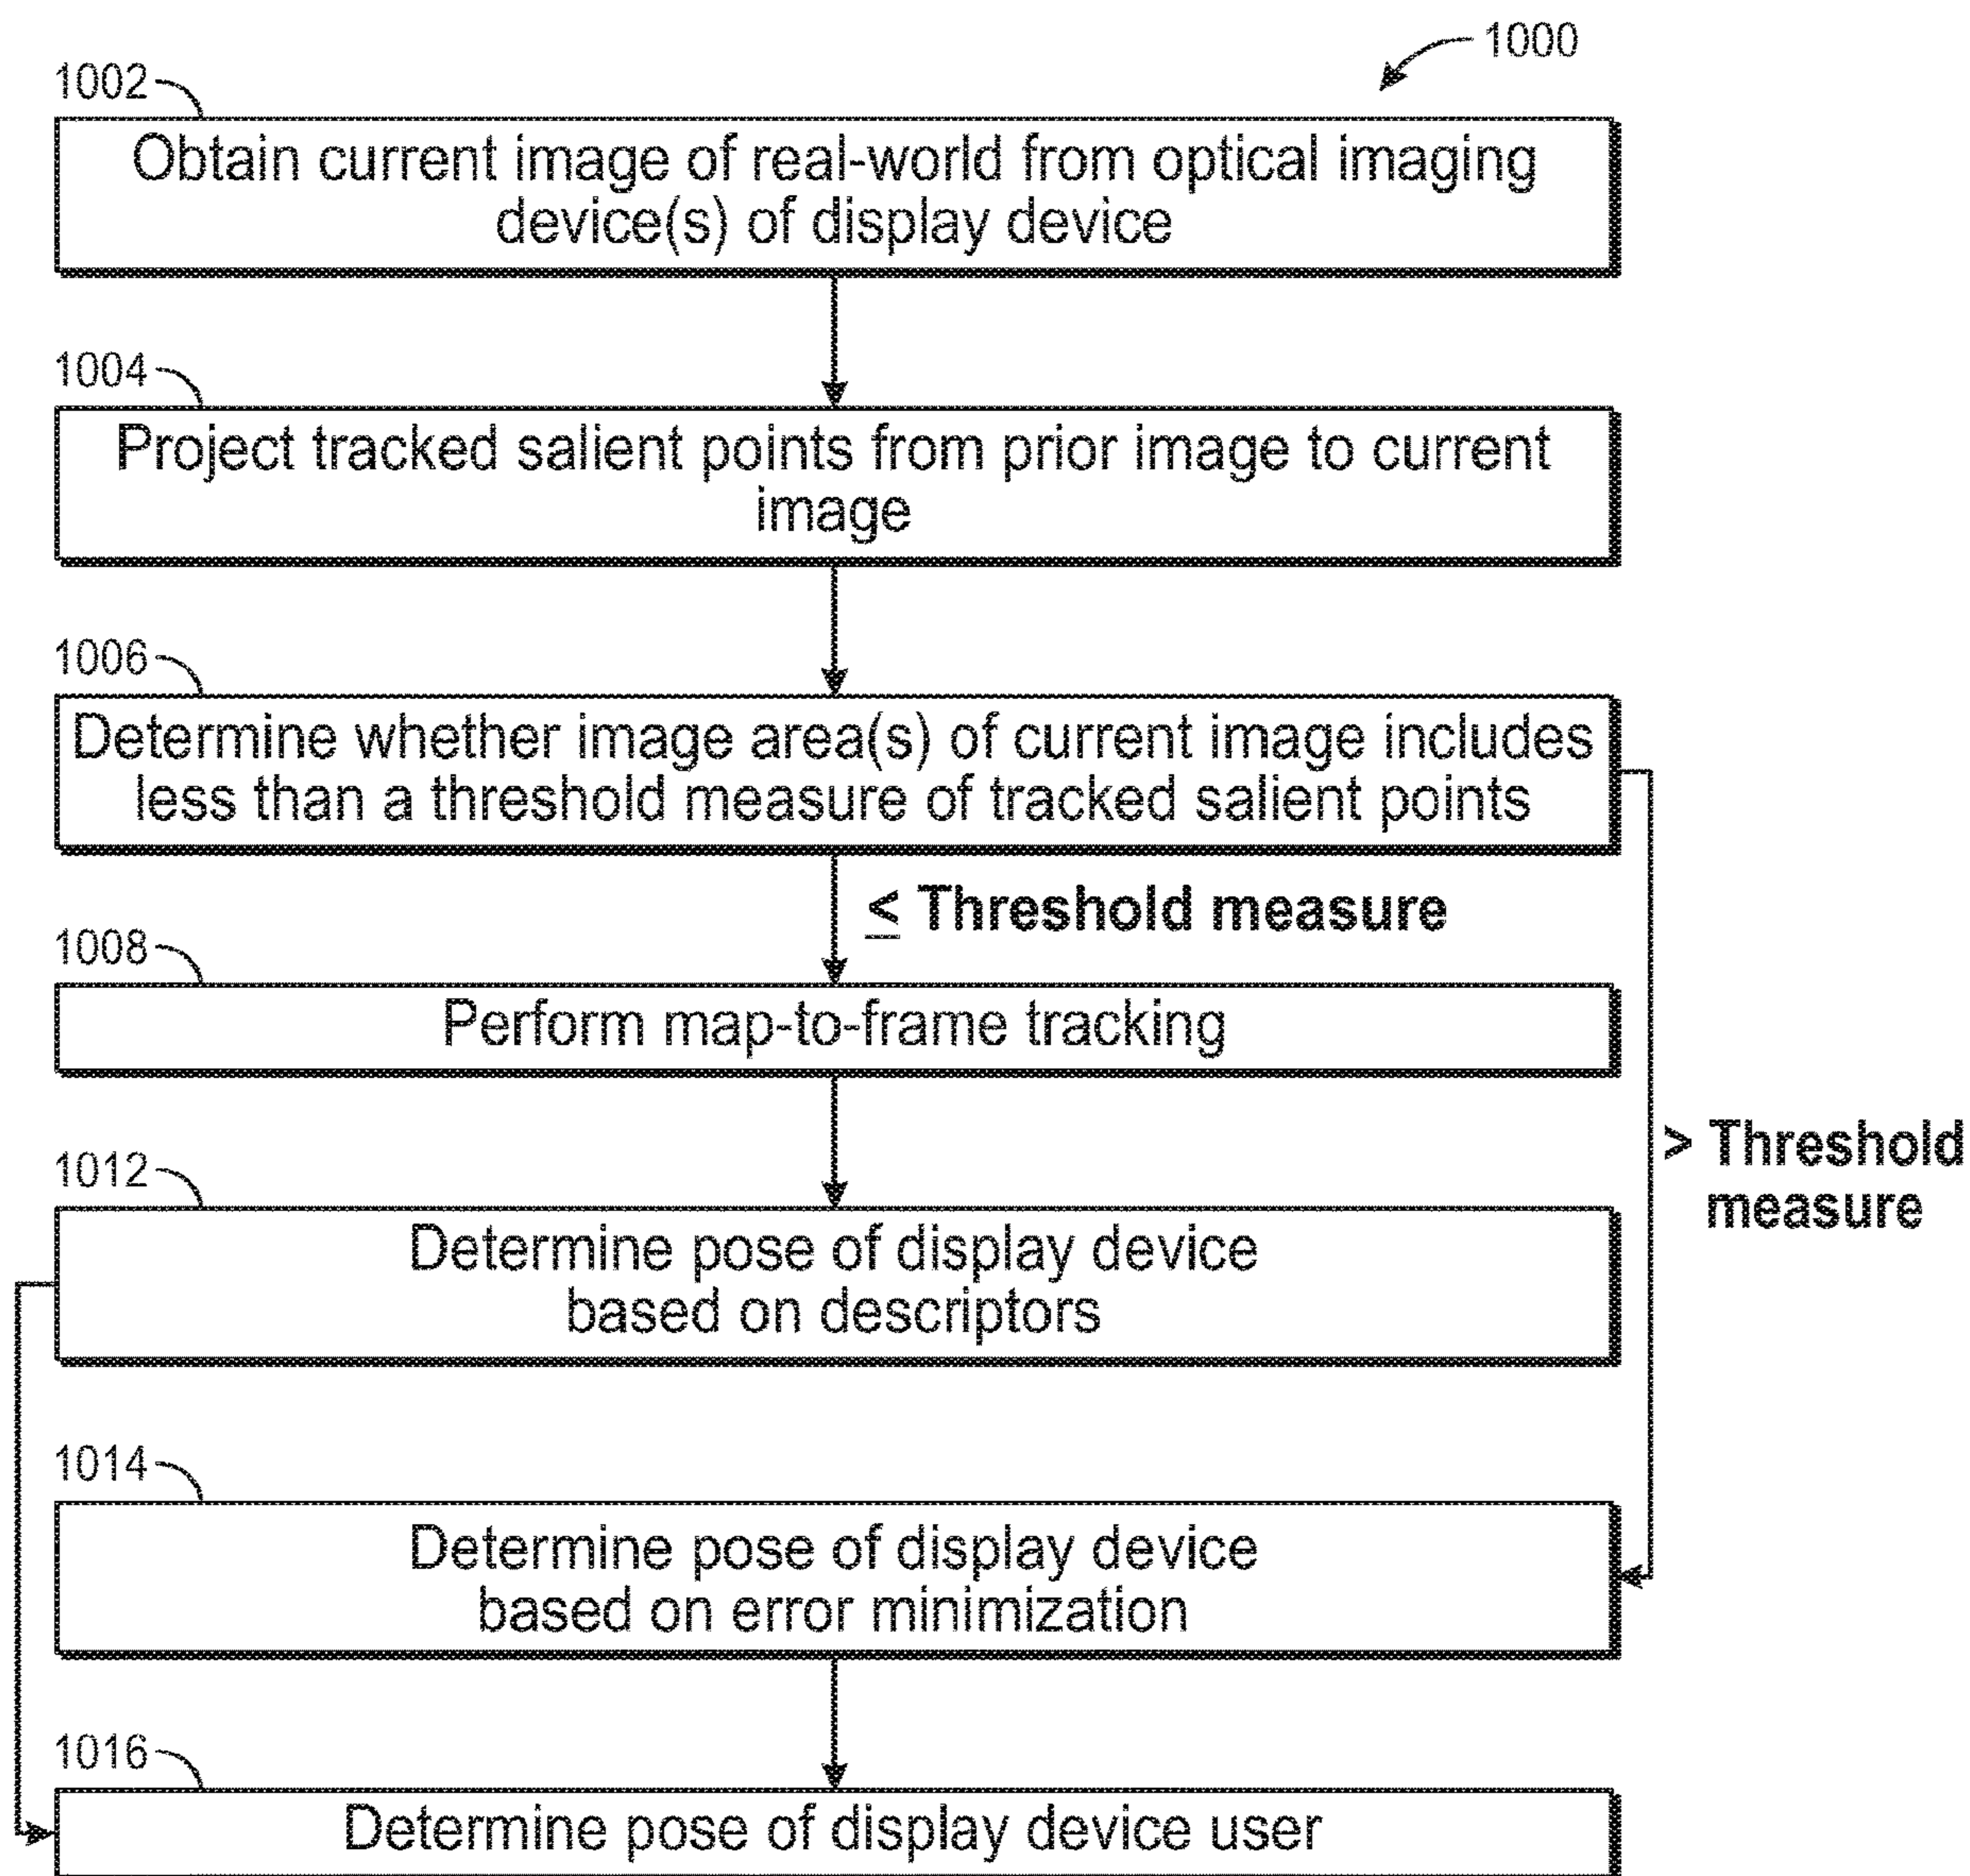 1000
1002
Obtain current image of real-world from optical imaging
device(s) of display device
1004
Project tracked salient points from prior image to current
image
1006
Determine whether image area(s) of current image includes
less than a threshold measure of tracked salient points
≤ Threshold measure
1008
Perform map-to-frame tracking
> Threshold
measure
1012
Determine pose of display device
based on descriptors
1014
Determine pose of display device
based on error minimization
1016
Determine pose of display device user